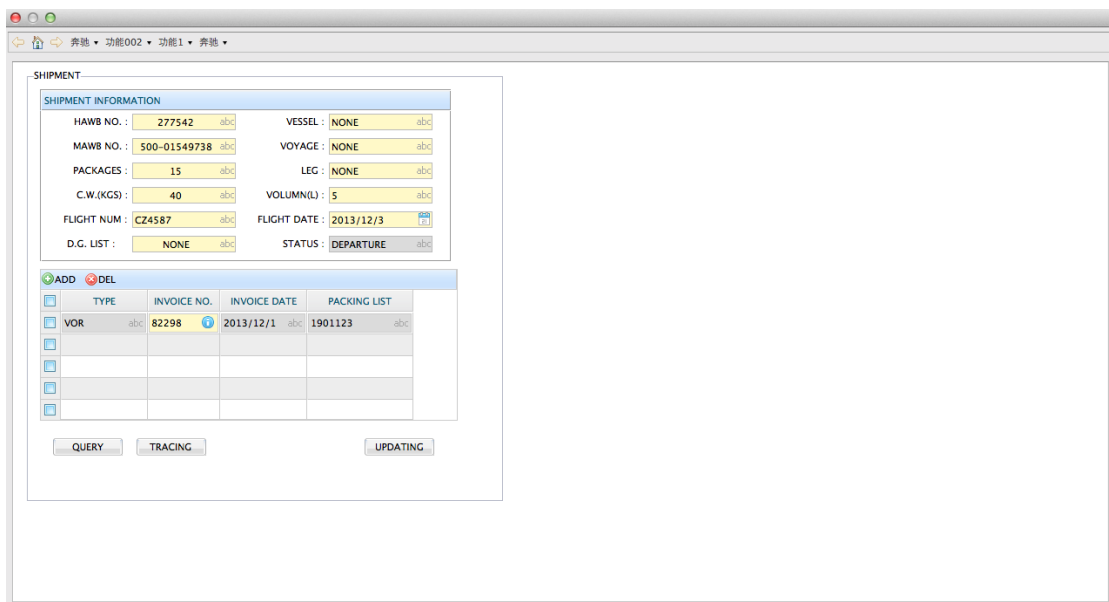 奔驰 ▾ 功能002 ▾ 功能1 ▾ 奔驰 ▾
SHIPMENT
SHIPMENT INFORMATION
HAWB NO. : 277542 abc VESSEL : NONE abc
MAWB NO. : 500-01549738 abc VOYAGE : NONE abc
PACKAGES : 15 abc LEG : NONE abc
C.W.(KGS) : 40 abc VOLUMN(L) : 5 abc
FLIGHT NUM : CZ4587 abc FLIGHT DATE : 2013/12/3
D.G. LIST : NONE abc STATUS : DEPARTURE abc
ADD DEL
TYPE INVOICE NO. INVOICE DATE PACKING LIST
VOR abc 82298 2013/12/1 abc 1901123 abc
QUERY TRACING UPDATING